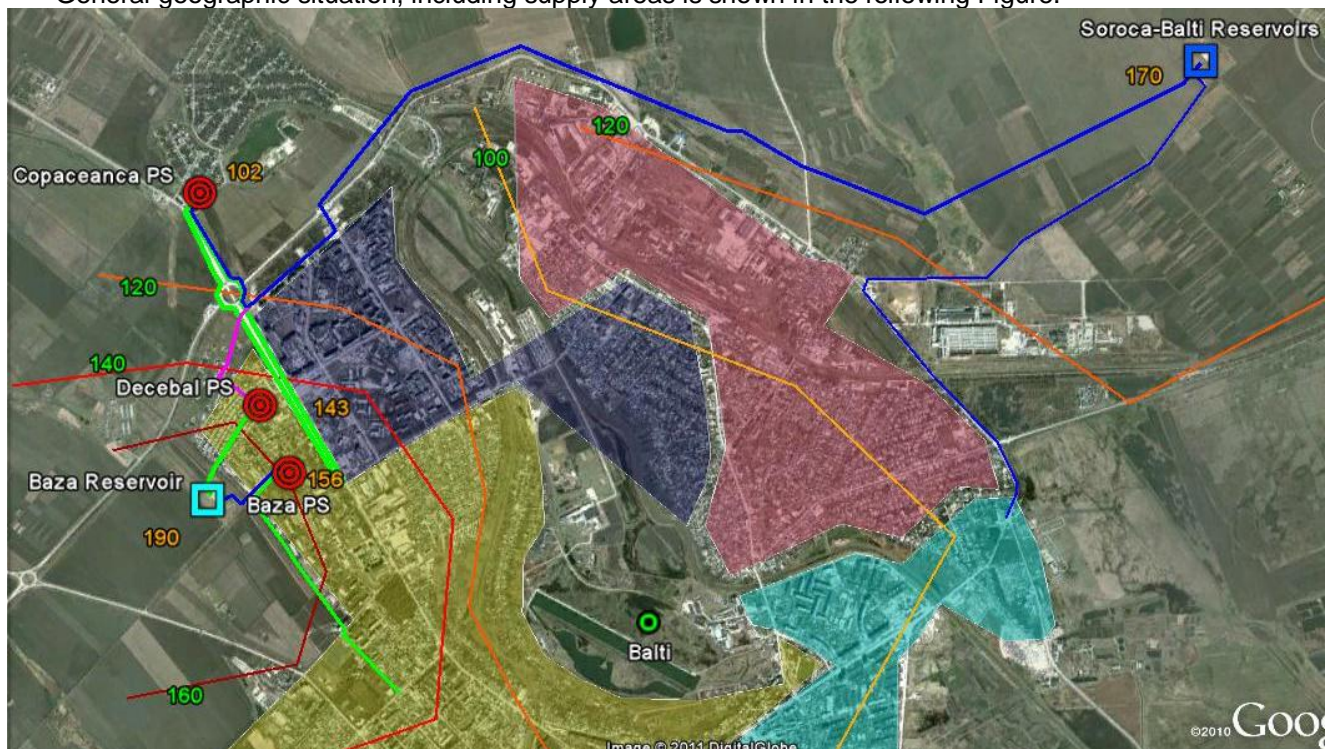 General geographic situation, including supply areas is shown in the following Figure.
Soroca-Balti Reservoirs
170
120
100
Copaceanca PS
102
120
140
Decebal PS
143
Baza Reservoir
156
Baza PS
190
Balti
160
Image © 2011 DigitalGlobe
©2010 Goog